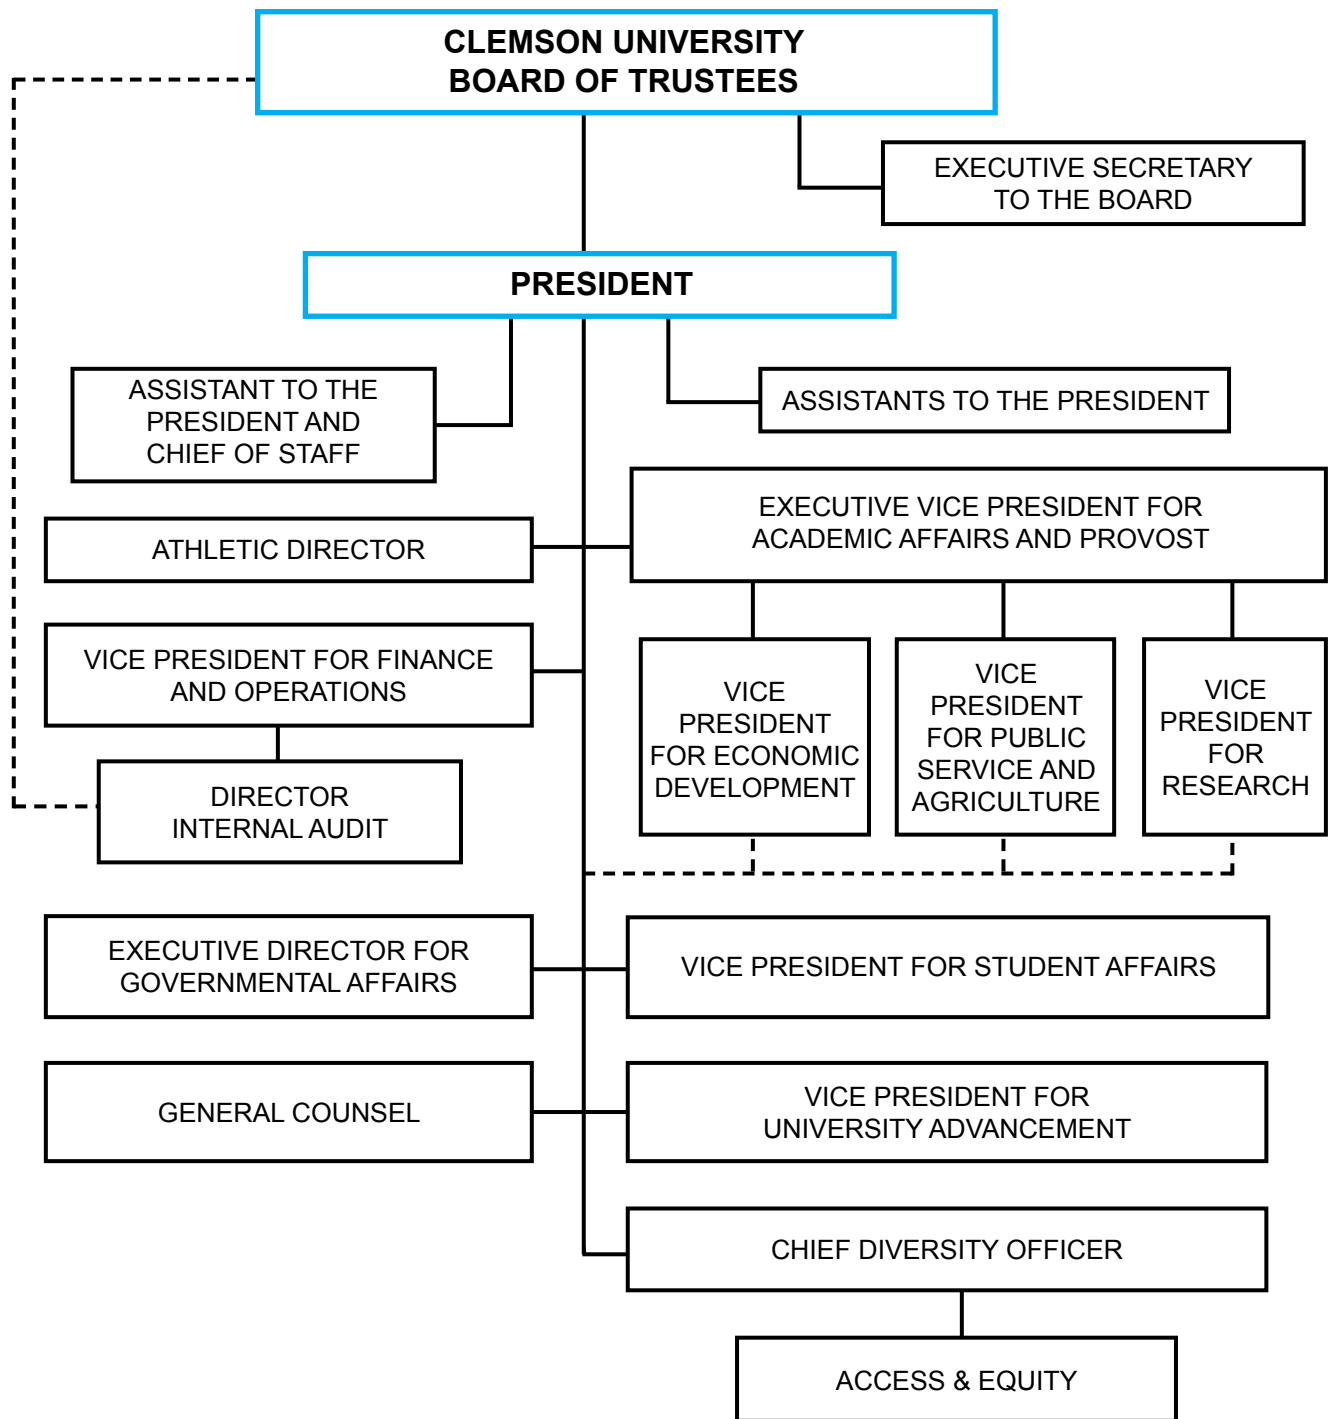 CLEMSON UNIVERSITY
BOARD OF TRUSTEES
EXECUTIVE SECRETARY
TO THE BOARD
PRESIDENT
ASSISTANT TO THE
PRESIDENT AND
CHIEF OF STAFF
ASSISTANTS TO THE PRESIDENT
ATHLETIC DIRECTOR
EXECUTIVE VICE PRESIDENT FOR
ACADEMIC AFFAIRS AND PROVOST
VICE PRESIDENT FOR FINANCE
AND OPERATIONS
VICE
PRESIDENT
FOR ECONOMIC
DEVELOPMENT
VICE
PRESIDENT
FOR PUBLIC
SERVICE AND
AGRICULTURE
VICE
PRESIDENT
FOR
RESEARCH
DIRECTOR
INTERNAL AUDIT
EXECUTIVE DIRECTOR FOR
GOVERNMENTAL AFFAIRS
VICE PRESIDENT FOR STUDENT AFFAIRS
GENERAL COUNSEL
VICE PRESIDENT FOR
UNIVERSITY ADVANCEMENT
CHIEF DIVERSITY OFFICER
ACCESS & EQUITY